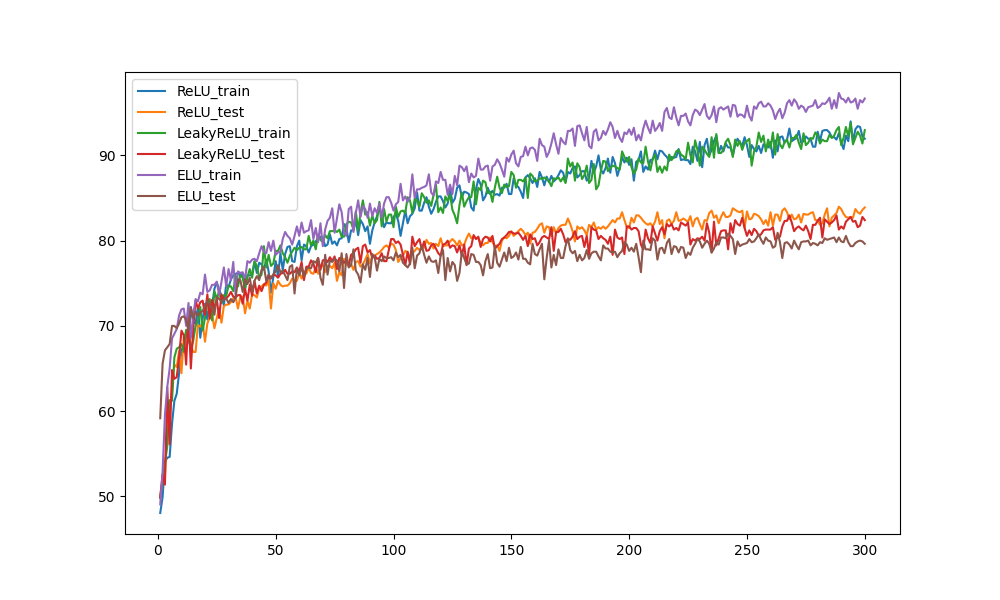 ReLU_train
ReLU_test
LeakyReLU_train
LeakyReLU_test
ELU_train
ELU_test
90
80
70
60
50
0 50 100 150 200 250 300